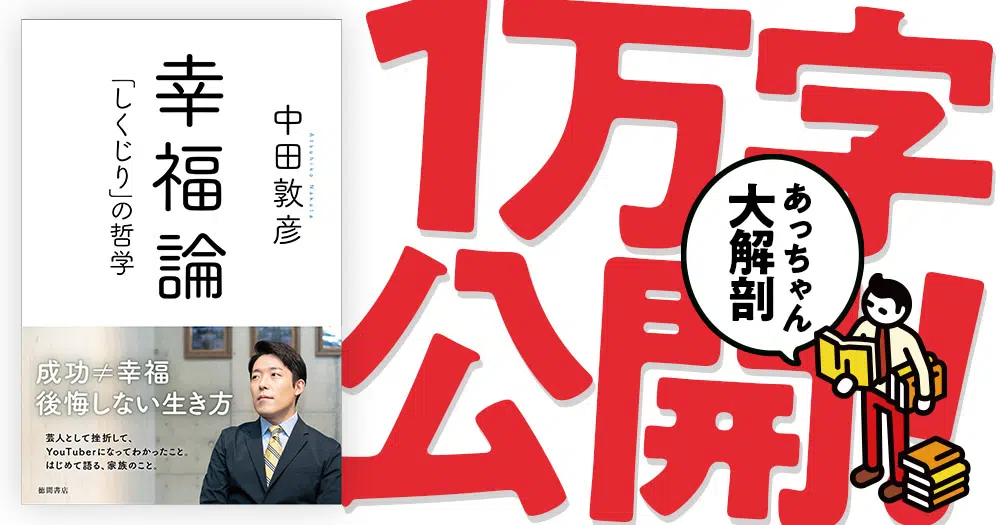 幸福論
「しくじり」の哲学
中田敦彦
Atsuhiko Nakata
成功≠幸福
後悔しない生き方
芸人として挫折して、
YouTuberになってわかったこと。
はじめて語る、家族のこと。
徳間書店
1万字
公開!!
あっちゃん
大解剖